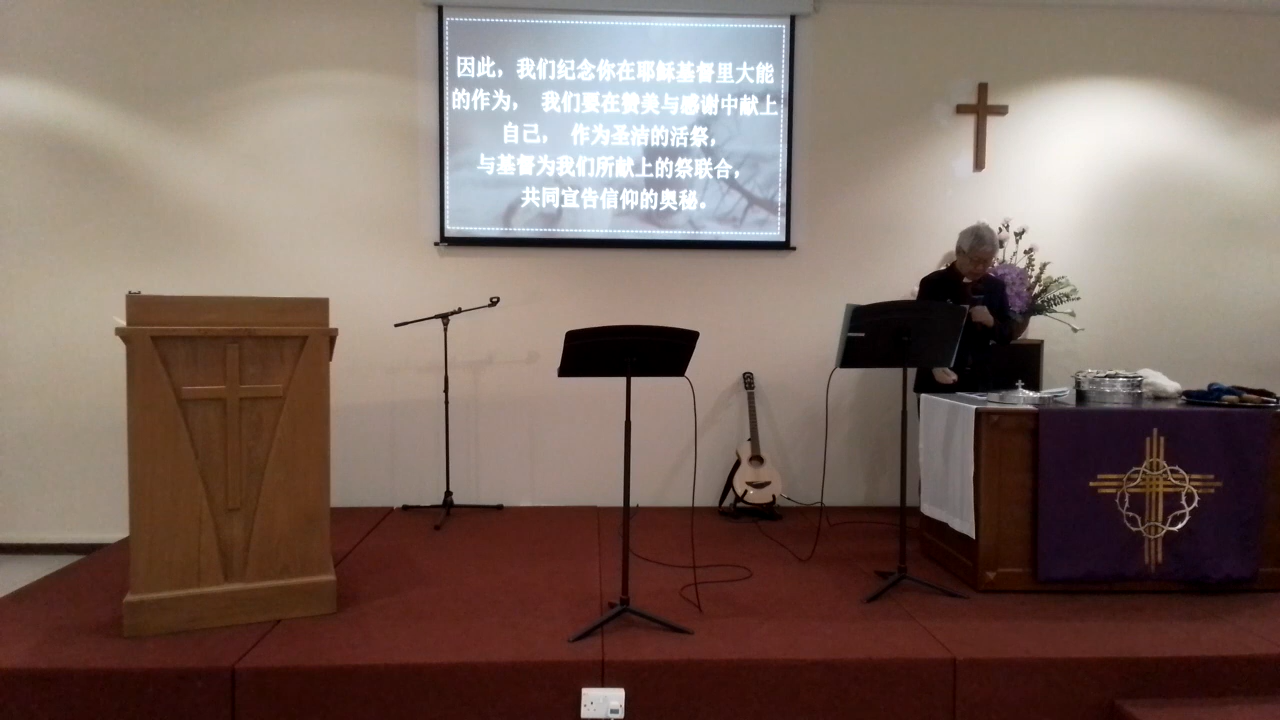 因此，我们纪念你在耶稣基督里大能
的作为， 我们要在赞美与感谢中献上
自己， 作为圣洁的活祭，
与基督为我们所献上的祭联合，
共同宣告信仰的奥秘。